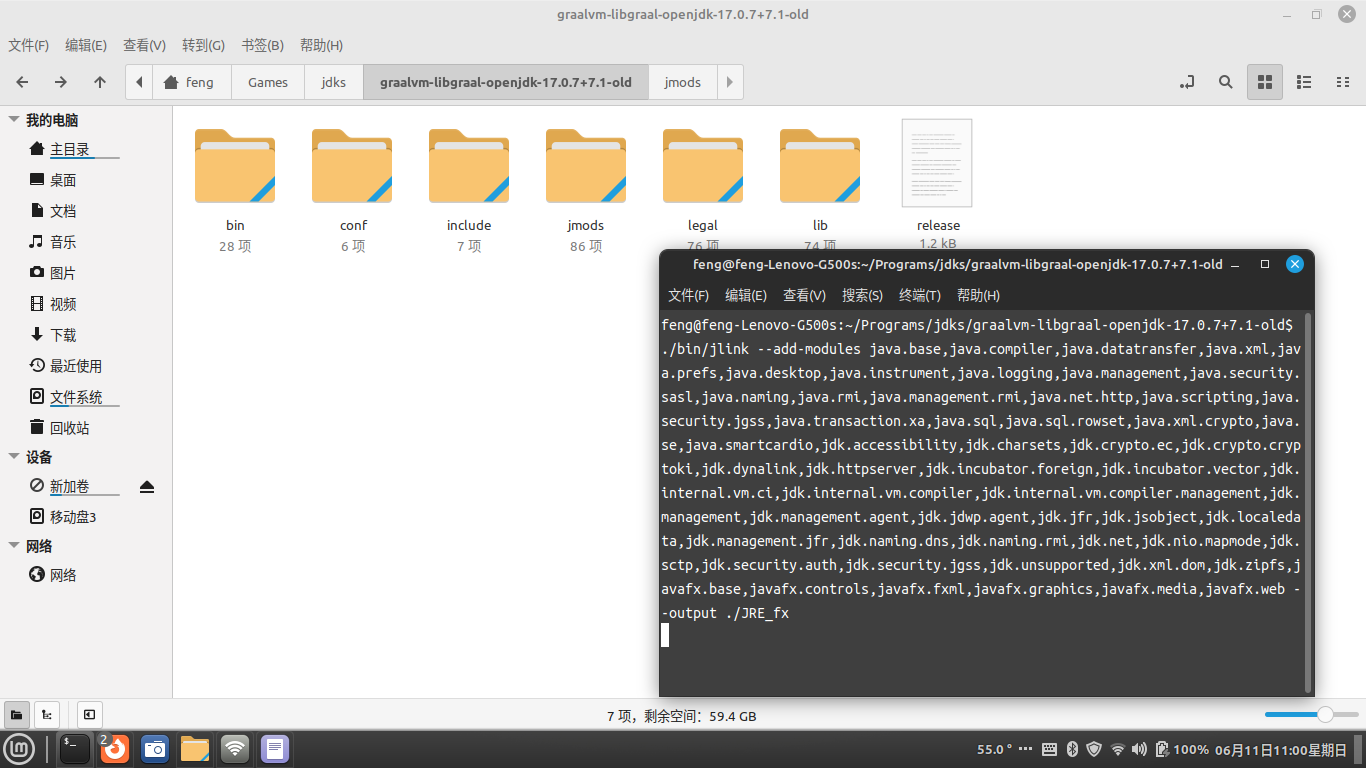 graalvm-libgraal-openjdk-17.0.7+7.1-old
文件(F) 编辑(E) 查看(V) 转到(G) 书签(B) 帮助(H)
feng Games jdks graalvm-libgraal-openjdk-17.0.7+7.1-old jmods
我的电脑
主目录
桌面
文档
音乐
图片
视频
下载
最近使用
文件系统
回收站
设备
新加卷
移动盘3
网络
网络
bin conf include jmods legal lib release
28 项 6 项 7 项 86 项 76 项 74 项 1.2 kB
feng@feng-Lenovo-G500s:~/Programs/jdks/graalvm-libgraal-openjdk-17.0.7+7.1-old
文件(F) 编辑(E) 查看(V) 搜索(S) 终端(T) 帮助(H)
feng@feng-Lenovo-G500s:~/Programs/jdks/graalvm-libgraal-openjdk-17.0.7+7.1-old$
./bin/jlink --add-modules java.base,java.compiler,java.datatransfer,java.xml,jav
a.prefs,java.desktop,java.instrument,java.logging,java.management,java.security.
sasl,java.naming,java.rmi,java.management.rmi,java.net.http,java.scripting,java.
security.jgss,java.transaction.xa,java.sql,java.sql.rowset,java.xml.crypto,java.
se,java.smartcardio,jdk.accessibility,jdk.charsets,jdk.crypto.ec,jdk.crypto.cryp
toki,jdk.dynalink,jdk.httpserver,jdk.incubator.foreign,jdk.incubator.vector,jdk.
internal.vm.ci,jdk.internal.vm.compiler,jdk.internal.vm.compiler.management,jdk.
management,jdk.management.agent,jdk.jdwp.agent,jdk.jfr,jdk.jsobject,jdk.localeda
ta,jdk.management.jfr,jdk.naming.dns,jdk.naming.rmi,jdk.net,jdk.nio.mapmode,jdk.
sctp,jdk.security.auth,jdk.security.jgss,jdk.unsupported,jdk.xml.dom,jdk.zipfs,j
avafx.base,javafx.controls,javafx.fxml,javafx.graphics,javafx.media,javafx.web -
-output ./JRE_fx
7 项，剩余空间：59.4 GB
2 55.0 ° 100% 06月11日11:00星期日